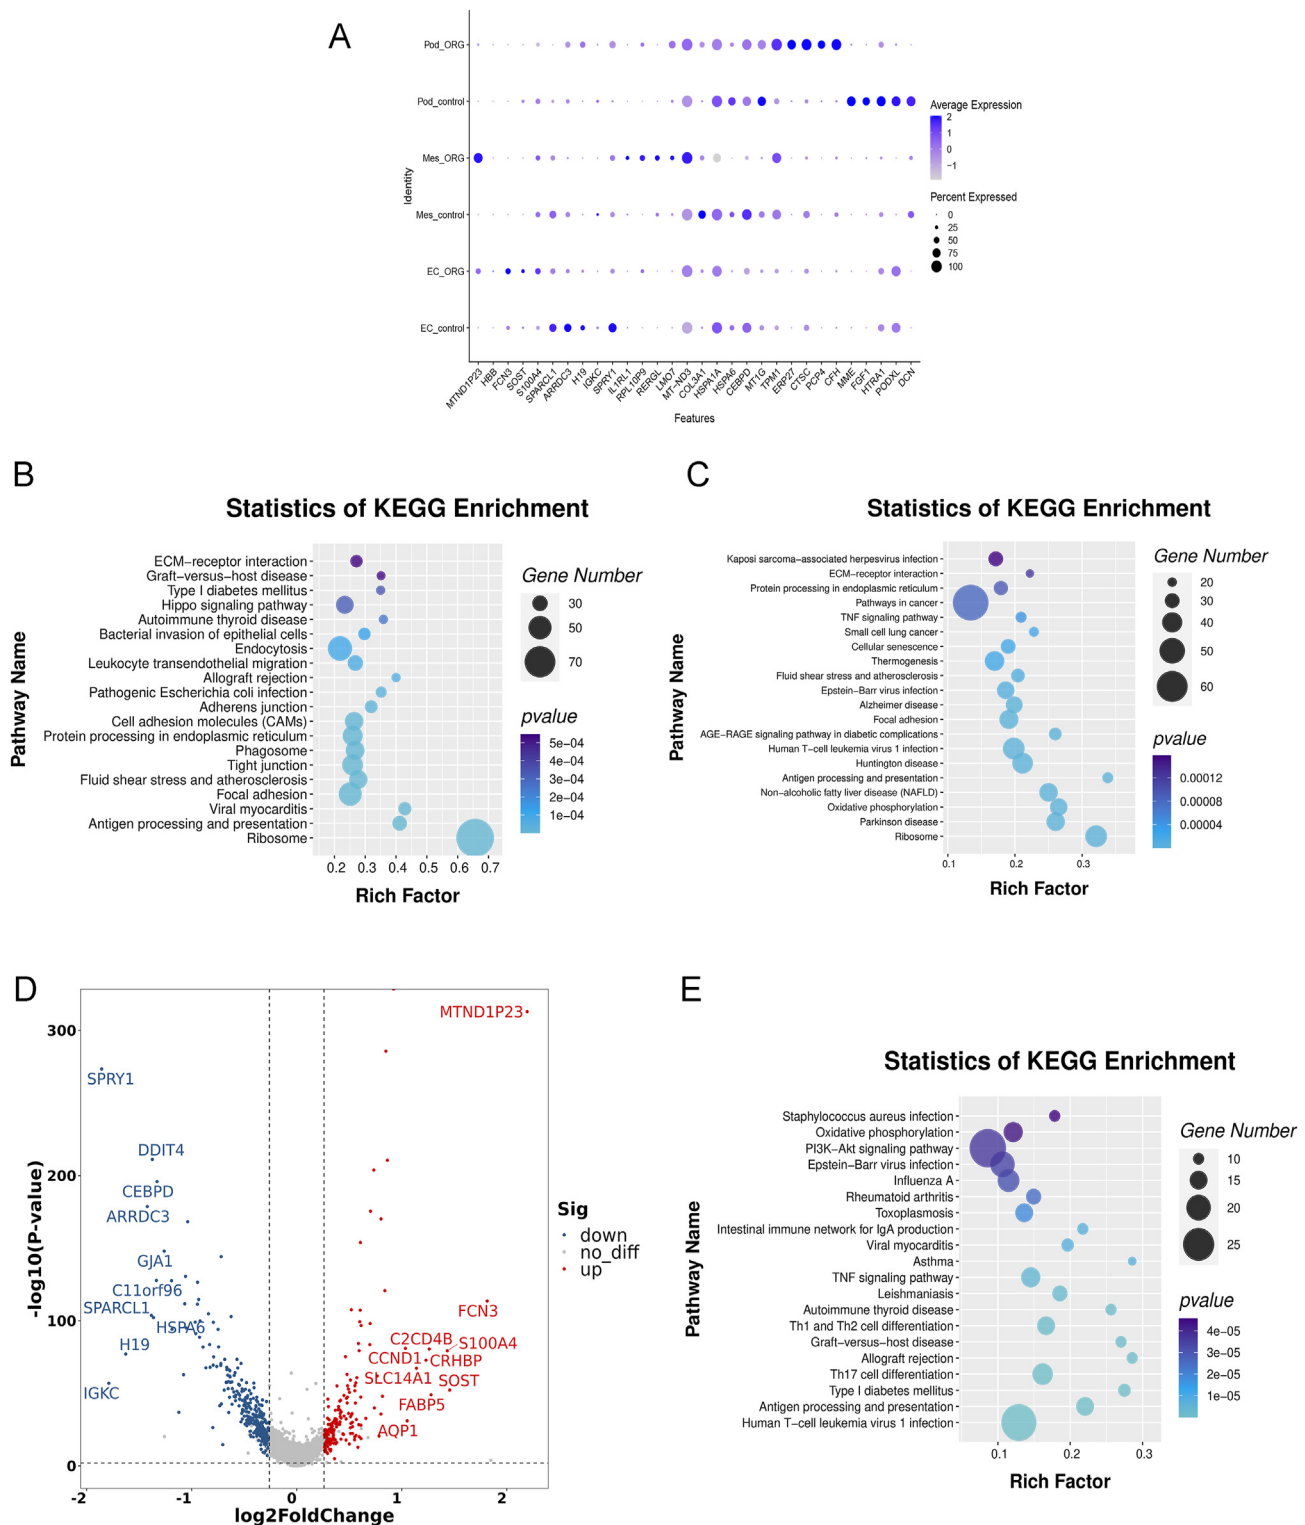 A
Identity
Pod_ORG
Pod_control
Mes_ORG
Mes_control
EC_ORG
EC_control
MTND1P23
HBB
FCN3
SOST
S100A4
SPARCL1
ARRDC3
H19
IGKC
SPRY1
IL1RL1
RPL10P9
RERGL
LMO7
MT-ND3
COL3A1
HSPA1A
HSPA6
CEBPD
MT1G
TPM1
ERP27
CTSC
PCP4
CFH
MME
FGF1
HTRA1
PODXL
DCN
Features
Average Expression
2
1
0
−1
Percent Expressed
0
25
50
75
100
B
Statistics of KEGG Enrichment
Pathway Name
ECM−receptor interaction
Graft−versus−host disease
Type I diabetes mellitus
Hippo signaling pathway
Autoimmune thyroid disease
Bacterial invasion of epithelial cells
Endocytosis
Leukocyte transendothelial migration
Allograft rejection
Pathogenic Escherichia coli infection
Adherens junction
Cell adhesion molecules (CAMs)
Protein processing in endoplasmic reticulum
Phagosome
Tight junction
Fluid shear stress and atherosclerosis
Focal adhesion
Viral myocarditis
Antigen processing and presentation
Ribosome
0.2 0.3 0.4 0.5 0.6 0.7
Rich Factor
Gene Number
30
50
70
pvalue
5e−04
4e−04
3e−04
2e−04
1e−04
C
Statistics of KEGG Enrichment
Pathway Name
Kaposi sarcoma−associated herpesvirus infection
ECM−receptor interaction
Protein processing in endoplasmic reticulum
Pathways in cancer
TNF signaling pathway
Small cell lung cancer
Cellular senescence
Thermogenesis
Fluid shear stress and atherosclerosis
Epstein−Barr virus infection
Alzheimer disease
Focal adhesion
AGE−RAGE signaling pathway in diabetic complications
Human T−cell leukemia virus 1 infection
Huntington disease
Antigen processing and presentation
Non−alcoholic fatty liver disease (NAFLD)
Oxidative phosphorylation
Parkinson disease
Ribosome
0.1 0.2 0.3
Rich Factor
Gene Number
20
30
40
50
60
pvalue
0.00012
0.00008
0.00004
D
-log10(P-value)
300
200
100
0
MTND1P23
SPRY1
DDIT4
CEBPD
ARRDC3
GJA1
C11orf96
SPARCL1
HSPA6
H19
IGKC
FCN3
C2CD4B
S100A4
CCND1
CRHBP
SLC14A1
SOST
FABP5
AQP1
-2 -1 0 1 2
log2FoldChange
Sig
down
no_diff
up
E
Statistics of KEGG Enrichment
Pathway Name
Staphylococcus aureus infection
Oxidative phosphorylation
PI3K−Akt signaling pathway
Epstein−Barr virus infection
Influenza A
Rheumatoid arthritis
Toxoplasmosis
Intestinal immune network for IgA production
Viral myocarditis
Asthma
TNF signaling pathway
Leishmaniasis
Autoimmune thyroid disease
Th1 and Th2 cell differentiation
Graft−versus−host disease
Allograft rejection
Th17 cell differentiation
Type I diabetes mellitus
Antigen processing and presentation
Human T−cell leukemia virus 1 infection
0.1 0.2 0.3
Rich Factor
Gene Number
10
15
20
25
pvalue
4e−05
3e−05
2e−05
1e−05